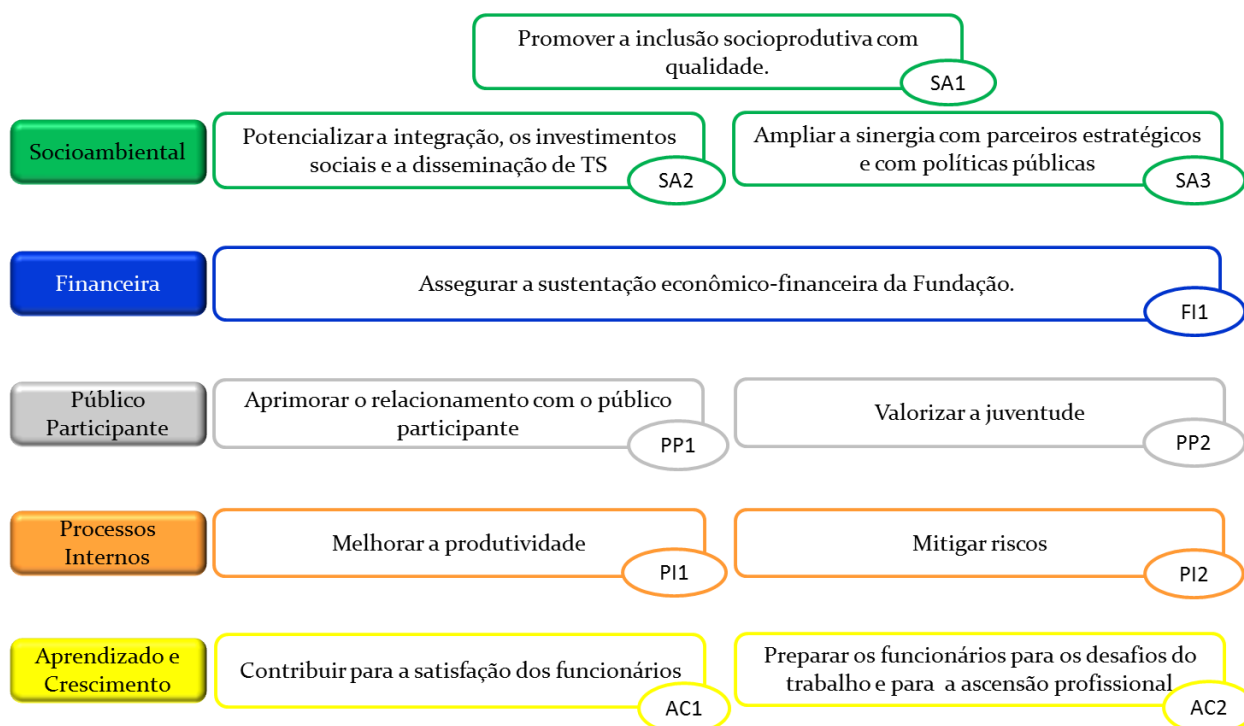 Promover a inclusão socioprodutiva com
qualidade.
SA1
Socioambiental
Potencializar a integração, os investimentos
sociais e a disseminação de TS
SA2
Ampliar a sinergia com parceiros estratégicos
e com políticas públicas
SA3
Financeira
Assegurar a sustentação econômico-financeira da Fundação.
FI1
Público
Participante
Aprimorar o relacionamento com o público
participante
PP1
Valorizar a juventude
PP2
Processos
Internos
Melhorar a produtividade
PI1
Mitigar riscos
PI2
Aprendizado e
Crescimento
Contribuir para a satisfação dos funcionários
AC1
Preparar os funcionários para os desafios do
trabalho e para  a ascensão profissional
AC2